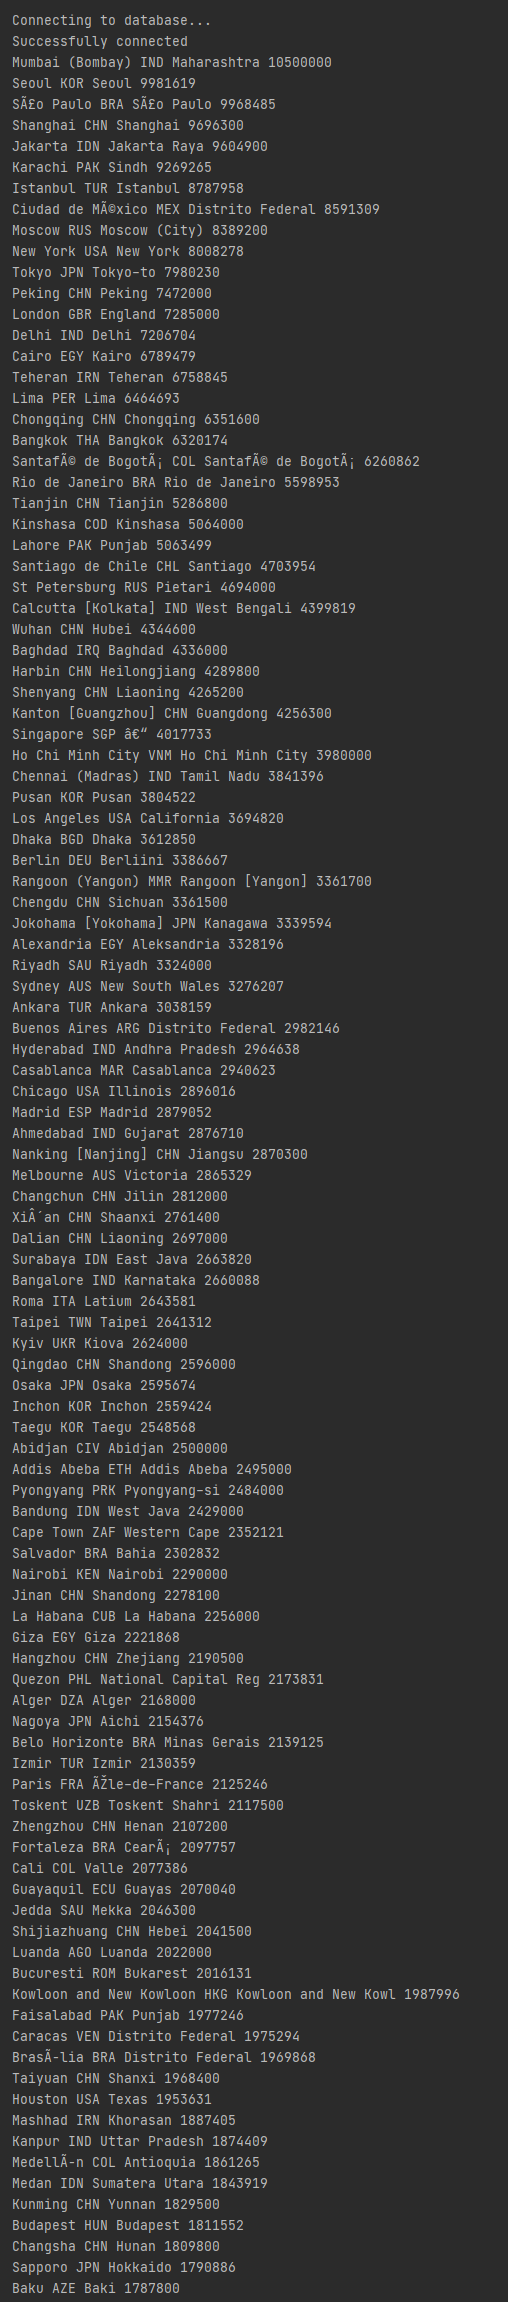 Connecting to database...
Successfully connected
Mumbai (Bombay) IND Maharashtra 10500000
Seoul KOR Seoul 9981619
SÃ£o Paulo BRA SÃ£o Paulo 9968485
Shanghai CHN Shanghai 9696300
Jakarta IDN Jakarta Raya 9604900
Karachi PAK Sindh 9269265
Istanbul TUR Istanbul 8787958
Ciudad de MÃ©xico MEX Distrito Federal 8591309
Moscow RUS Moscow (City) 8389200
New York USA New York 8008278
Tokyo JPN Tokyo-to 7980230
Peking CHN Peking 7472000
London GBR England 7285000
Delhi IND Delhi 7206704
Cairo EGY Kairo 6789479
Teheran IRN Teheran 6758845
Lima PER Lima 6464693
Chongqing CHN Chongqing 6351600
Bangkok THA Bangkok 6320174
SantafÃ© de BogotÃ¡ COL SantafÃ© de BogotÃ¡ 6260862
Rio de Janeiro BRA Rio de Janeiro 5598953
Tianjin CHN Tianjin 5286800
Kinshasa COD Kinshasa 5064000
Lahore PAK Punjab 5063499
Santiago de Chile CHL Santiago 4703954
St Petersburg RUS Pietari 4694000
Calcutta [Kolkata] IND West Bengali 4399819
Wuhan CHN Hubei 4344600
Baghdad IRQ Baghdad 4336000
Harbin CHN Heilongjiang 4289800
Shenyang CHN Liaoning 4265200
Kanton [Guangzhou] CHN Guangdong 4256300
Singapore SGP â€“ 4017733
Ho Chi Minh City VNM Ho Chi Minh City 3980000
Chennai (Madras) IND Tamil Nadu 3841396
Pusan KOR Pusan 3804522
Los Angeles USA California 3694820
Dhaka BGD Dhaka 3612850
Berlin DEU Berliini 3386667
Rangoon (Yangon) MMR Rangoon [Yangon] 3361700
Chengdu CHN Sichuan 3361500
Jokohama [Yokohama] JPN Kanagawa 3339594
Alexandria EGY Aleksandria 3328196
Riyadh SAU Riyadh 3324000
Sydney AUS New South Wales 3276207
Ankara TUR Ankara 3038159
Buenos Aires ARG Distrito Federal 2982146
Hyderabad IND Andhra Pradesh 2964638
Casablanca MAR Casablanca 2940623
Chicago USA Illinois 2896016
Madrid ESP Madrid 2879052
Ahmedabad IND Gujarat 2876710
Nanking [Nanjing] CHN Jiangsu 2870300
Melbourne AUS Victoria 2865329
Changchun CHN Jilin 2812000
XiÂ´an CHN Shaanxi 2761400
Dalian CHN Liaoning 2697000
Surabaya IDN East Java 2663820
Bangalore IND Karnataka 2660088
Roma ITA Latium 2643581
Taipei TWN Taipei 2641312
Kyiv UKR Kiova 2624000
Qingdao CHN Shandong 2596000
Osaka JPN Osaka 2595674
Inchon KOR Inchon 2559424
Taegu KOR Taegu 2548568
Abidjan CIV Abidjan 2500000
Addis Abeba ETH Addis Abeba 2495000
Pyongyang PRK Pyongyang-si 2484000
Bandung IDN West Java 2429000
Cape Town ZAF Western Cape 2352121
Salvador BRA Bahia 2302832
Nairobi KEN Nairobi 2290000
Jinan CHN Shandong 2278100
La Habana CUB La Habana 2256000
Giza EGY Giza 2221868
Hangzhou CHN Zhejiang 2190500
Quezon PHL National Capital Reg 2173831
Alger DZA Alger 2168000
Nagoya JPN Aichi 2154376
Belo Horizonte BRA Minas Gerais 2139125
Izmir TUR Izmir 2130359
Paris FRA ÃŽle-de-France 2125246
Toskent UZB Toskent Shahri 2117500
Zhengzhou CHN Henan 2107200
Fortaleza BRA CearÃ¡ 2097757
Cali COL Valle 2077386
Guayaquil ECU Guayas 2070040
Jedda SAU Mekka 2046300
Shijiazhuang CHN Hebei 2041500
Luanda AGO Luanda 2022000
Bucuresti ROM Bukarest 2016131
Kowloon and New Kowloon HKG Kowloon and New Kowl 1987996
Faisalabad PAK Punjab 1977246
Caracas VEN Distrito Federal 1975294
BrasÃ-lia BRA Distrito Federal 1969868
Taiyuan CHN Shanxi 1968400
Houston USA Texas 1953631
Mashhad IRN Khorasan 1887405
Kanpur IND Uttar Pradesh 1874409
MedellÃ-n COL Antioquia 1861265
Medan IDN Sumatera Utara 1843919
Kunming CHN Yunnan 1829500
Budapest HUN Budapest 1811552
Changsha CHN Hunan 1809800
Sapporo JPN Hokkaido 1790886
Baku AZE Baki 1787800